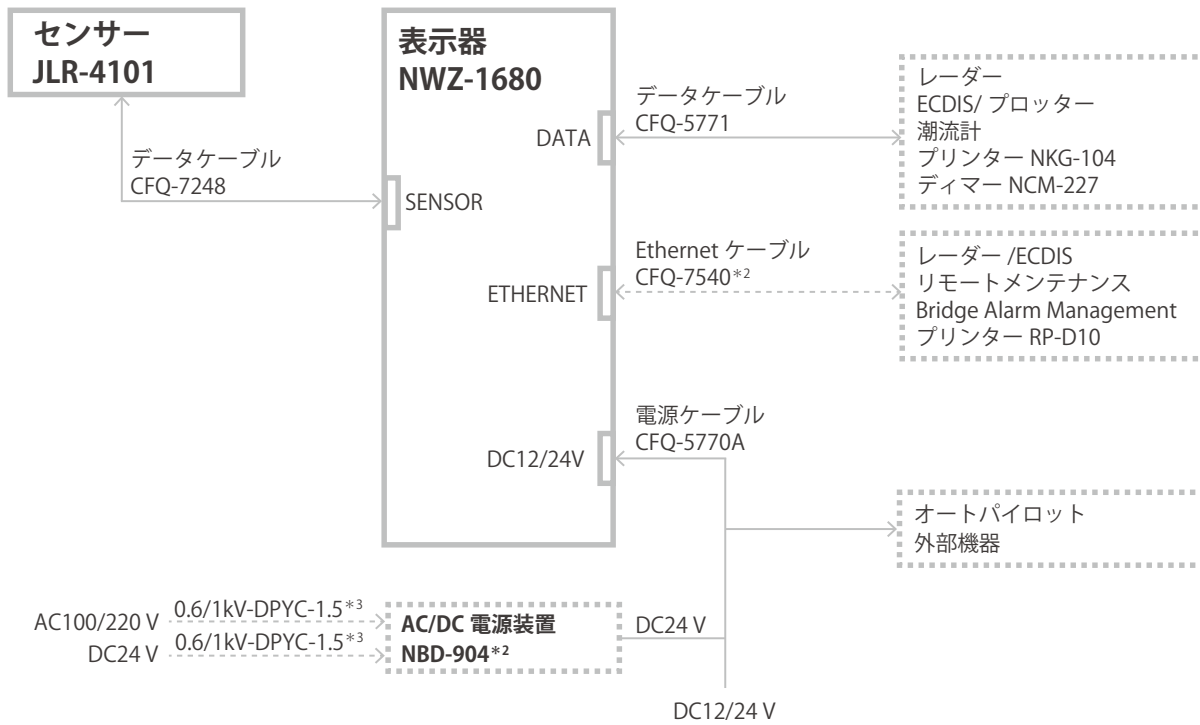 センサー
JLR-4101
表示器
NWZ-1680
データケーブル
CFQ-7248
SENSOR
DATA
データケーブル
CFQ-5771
レーダー
ECDIS/ プロッター
潮流計
プリンター NKG-104
ディマー NCM-227
ETHERNET
Ethernet ケーブル
CFQ-7540*2
レーダー /ECDIS
リモートメンテナンス
Bridge Alarm Management
プリンター RP-D10
DC12/24V
電源ケーブル
CFQ-5770A
オートパイロット
外部機器
AC100/220 V
0.6/1kV-DPYC-1.5*3
DC24 V
0.6/1kV-DPYC-1.5*3
AC/DC 電源装置
NBD-904*2
DC24 V
DC12/24 V